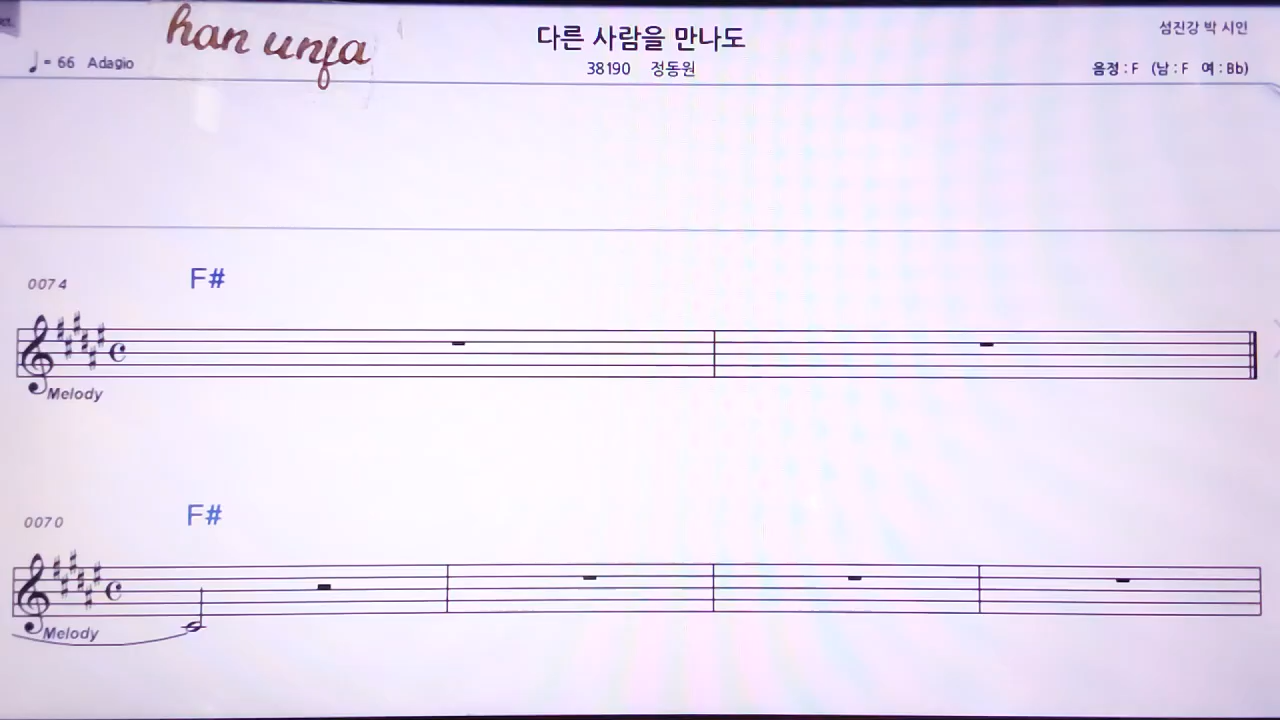 han unfa
다른 사람을 만나도
섬진강 박 시인
♩= 66 Adagio
38190 정동원
음정 : F (남 : F 여 : Bb)
0074
F#
Melody
0070
F#
Melody